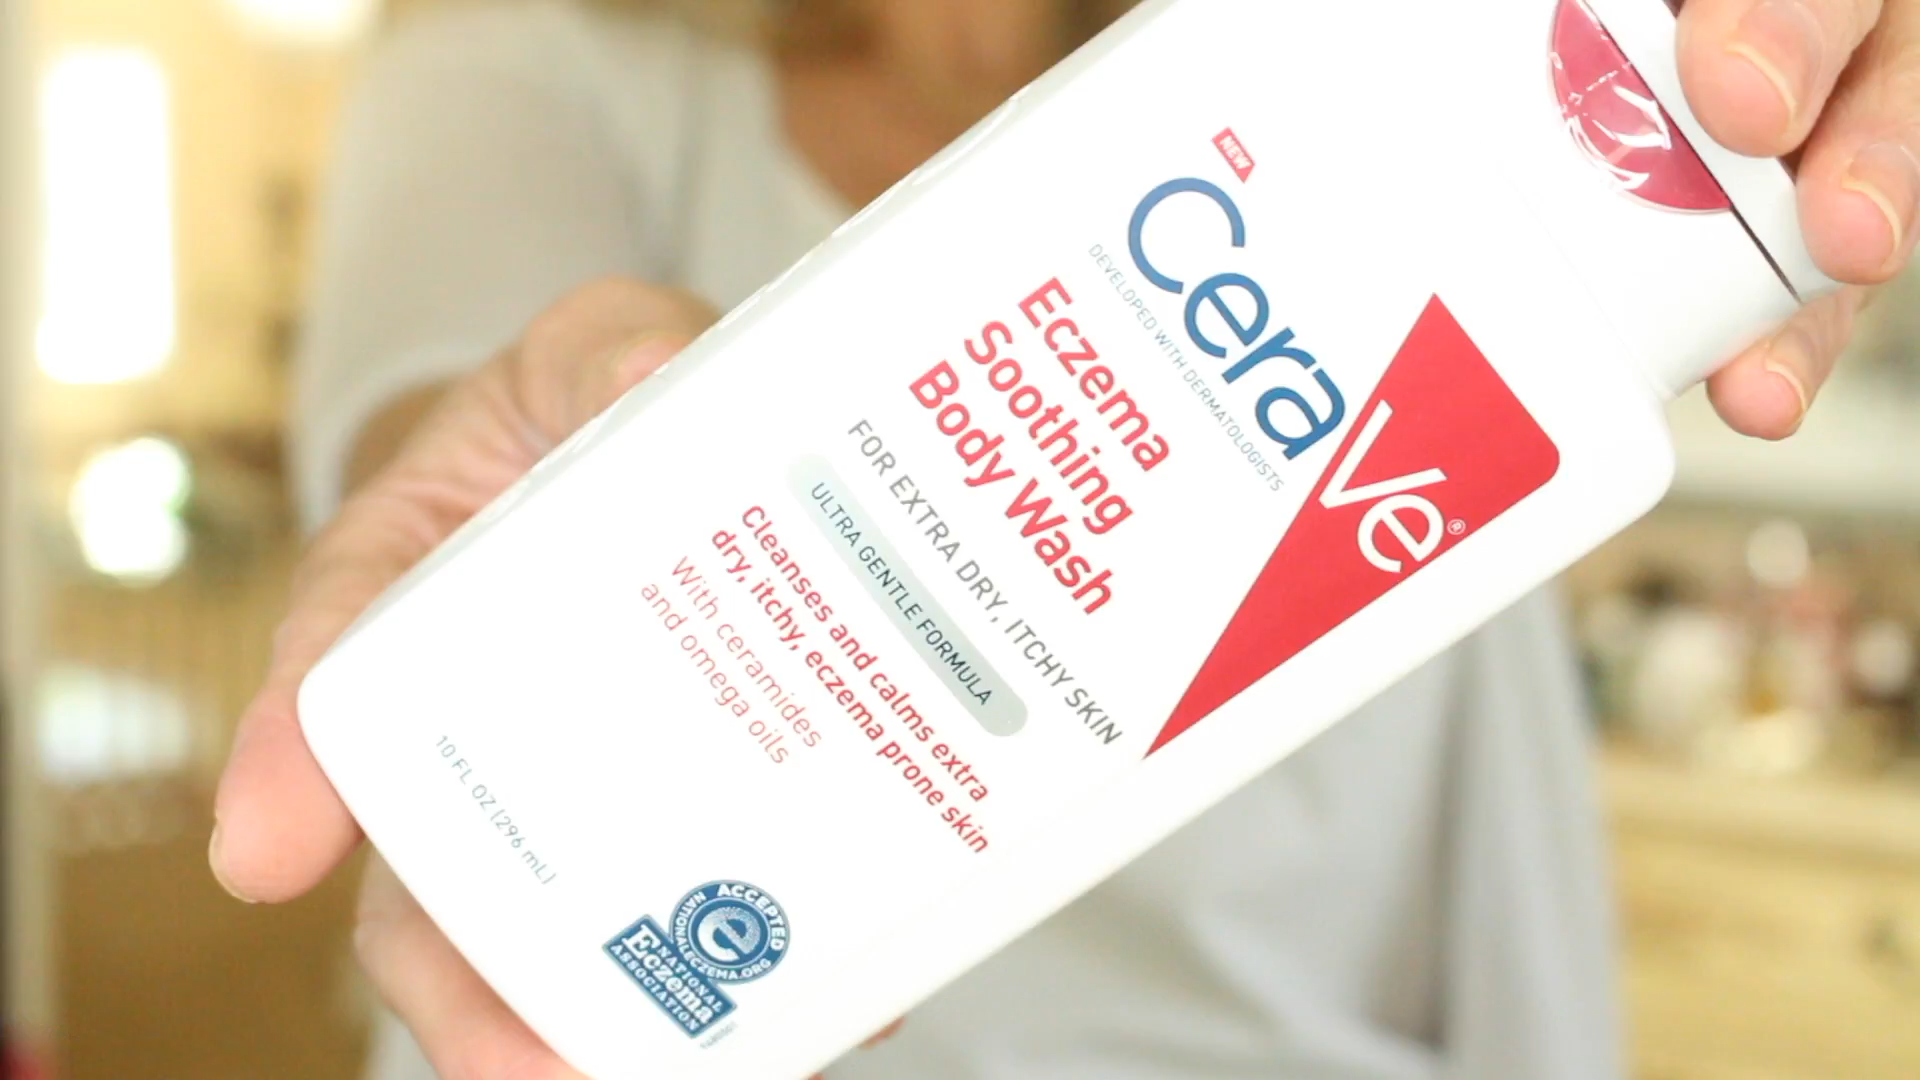 NEW
CeraVe®
DEVELOPED WITH DERMATOLOGISTS
Eczema
Soothing
Body Wash
FOR EXTRA DRY, ITCHY SKIN
ULTRA GENTLE FORMULA
Cleanses and calms extra
dry, itchy, eczema prone skin
With ceramides
and omega oils
10 FL OZ (296 mL)
ACCEPTED
e
NATIONALECZEMA.ORG
NATIONAL
Eczema
ASSOCIATION